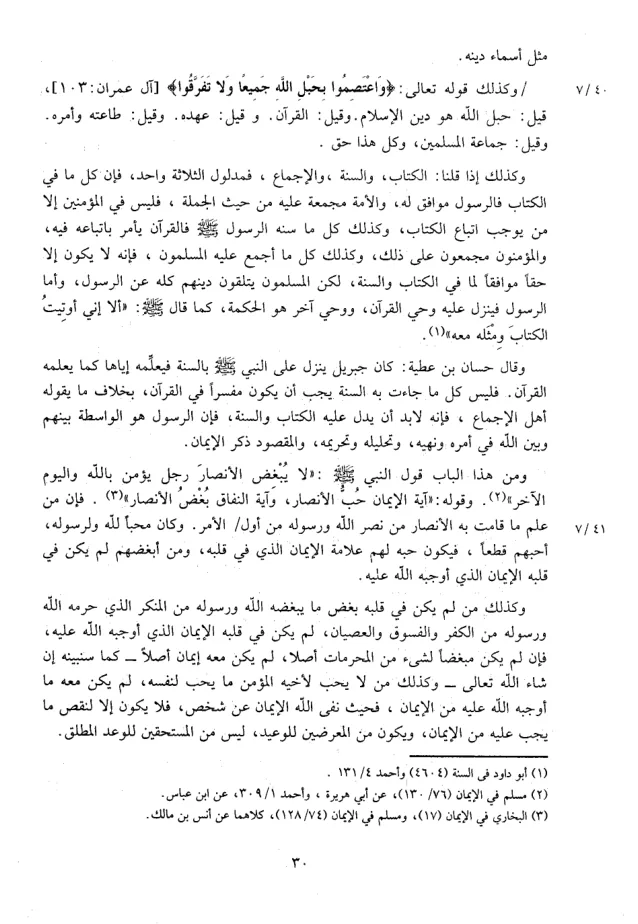 مثل أسماء دينه.
٧/٤٠ /وكذلك قوله تعالى: ﴿وَاعْتَصِمُوا بِحَبْلِ اللَّهِ جَمِيعًا وَلا تَفَرَّقُوا﴾ [آل عمران:١٠٣]،
قيل: حبل الله هو دين الإسلام.وقيل: القرآن. و قيل: عهده. وقيل: طاعته وأمره.
وقيل: جماعة المسلمين، وكل هذا حق .
وكذلك إذا قلنا: الكتاب، والسنة ،والإجماع ، فمدلول الثلاثة واحد، فإن كل ما في
الكتاب فالرسول موافق له، والأمة مجمعة عليه من حيث الجملة ، فليس في المؤمنين إلا
من يوجب اتباع الكتاب، وكذلك كل ما سنه الرسول ﷺ فالقرآن يأمر باتباعه فيه،
والمؤمنون مجمعون على ذلك، وكذلك كل ما أجمع عليه المسلمون ، فإنه لا يكون إلا
حقاً موافقاً لما في الكتاب والسنة، لكن المسلمون يتلقون دينهم كله عن الرسول، وأما
الرسول فينزل عليه وحي القرآن، ووحي آخر هو الحكمة، كما قال ﷺ: «ألا إني أوتيتُ
الكتابَ ومثْله معه»(١).
وقال حسان بن عطية: كان جبريل ينزل على النبي ﷺ بالسنة فيعلِّمه إياها كما يعلمه
القرآن. فليس كل ما جاءت به السنة يجب أن يكون مفسراً في القرآن، بخلاف ما يقوله
أهل الإجماع ، فإنه لابد أن يدل عليه الكتاب والسنة، فإن الرسول هو الواسطة بينهم
وبين الله في أمره ونهيه، وتحليله وتحريمه، والمقصود ذكر الإيمان.
ومن هذا الباب قول النبي ﷺ :«لا يُبْغض الأنصارَ رجل يؤمن بالله واليوم
الآخر»(٢). وقوله:«آية الإيمان حُبُّ الأنصار، وآية النفاق بُغْضُ الأنصار»(٣) . فإن من
٧/٤١ علم ما قامت به الأنصار من نصر الله ورسوله من أول/ الأمر. وكان محباً لله ولرسوله،
أحبهم قطعاً ، فيكون حبه لهم علامة الإيمان الذي في قلبه، ومن أبغضهم لم يكن في
قلبه الإيمان الذي أوجبه الله عليه.
وكذلك من لم يكن في قلبه بغض ما يبغضه الله ورسوله من المنكر الذي حرمه الله
ورسوله من الكفر والفسوق والعصيان، لم يكن في قلبه الإيمان الذي أوجبه الله عليه،
فإن لم يكن مبغضاً لشىء من المحرمات أصلا، لم يكن معه إيمان أصلاً ــ كما سنبينه إن
شاء الله تعالى ــ وكذلك من لا يحب لأخيه المؤمن ما يحب لنفسه، لم يكن معه ما
أوجبه الله عليه من الإيمان ، فحيث نفى الله الإيمان عن شخص، فلا يكون إلا لنقص ما
يجب عليه من الإيمان، ويكون من المعرضين للوعيد، ليس من المستحقين للوعد المطلق.
(١) أبو داود فى السنة (٤٦٠٤) وأحمد ٤/ ١٣١ .
(٢) مسلم في الإيمان (٧٦/ ١٣٠)، عن أبي هريرة ، وأحمد ١/ ٣٠٩، عن ابن عباس.
(٣) البخاري في الإيمان (١٧)، ومسلم في الإيمان (٧٤/ ١٢٨)، كلاهما عن أنس بن مالك.
٣٠